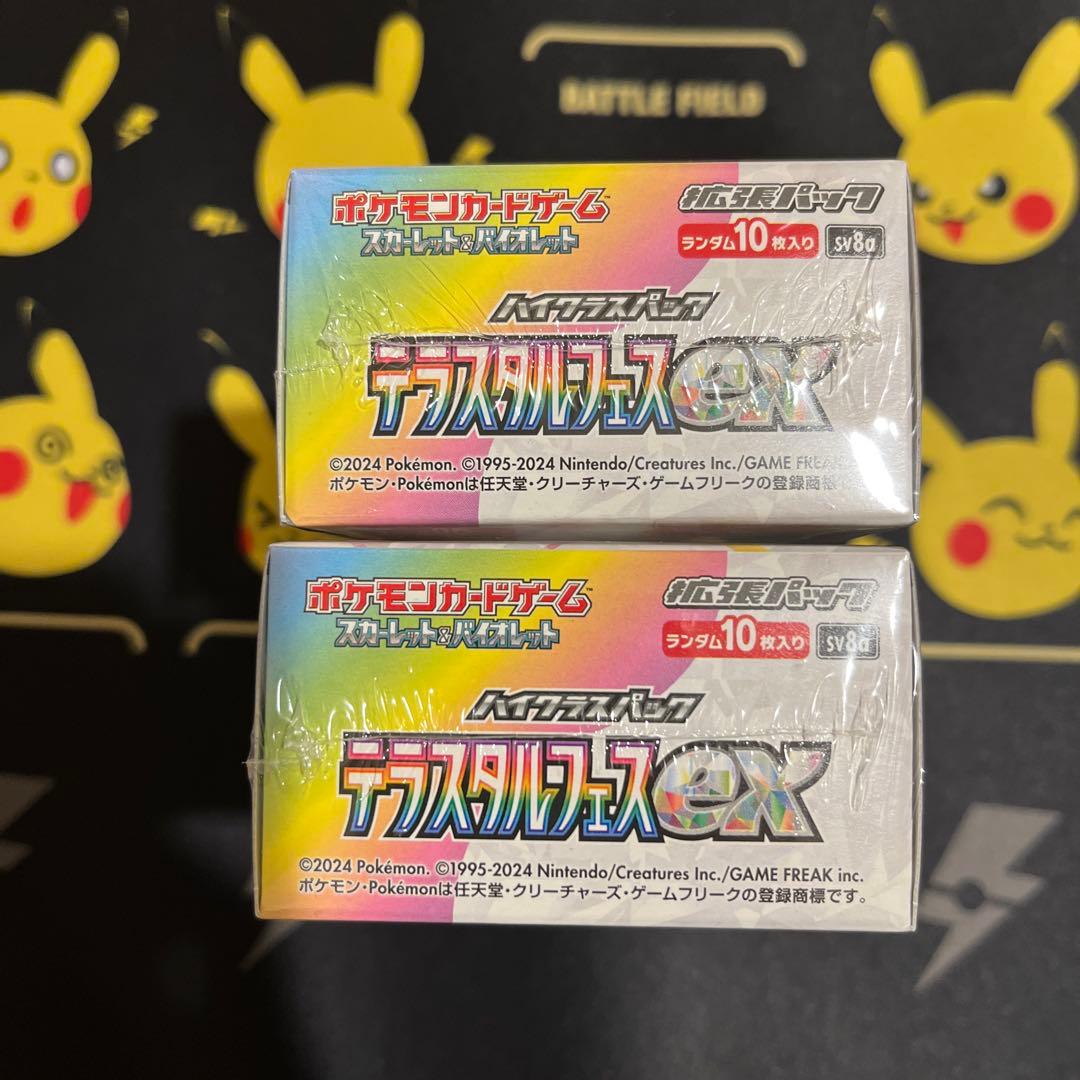 BATTLE FIELD
ポケモンカードゲーム™
スカーレット&バイオレット
拡張パック
ランダム10枚入り
sv8a
ハイクラスパック
テラスタルフェスex
©2024 Pokémon. ©1995-2024 Nintendo/Creatures Inc./GAME FREAK
ポケモン・Pokémonは任天堂・クリーチャーズ・ゲームフリークの登録商標で
ポケモンカードゲーム™
スカーレット&バイオレット
拡張パック
ランダム10枚入り
sv8a
ハイクラスパック
テラスタルフェスex
©2024 Pokémon. ©1995-2024 Nintendo/Creatures Inc./GAME FREAK inc.
ポケモン・Pokémonは任天堂・クリーチャーズ・ゲームフリークの登録商標です。